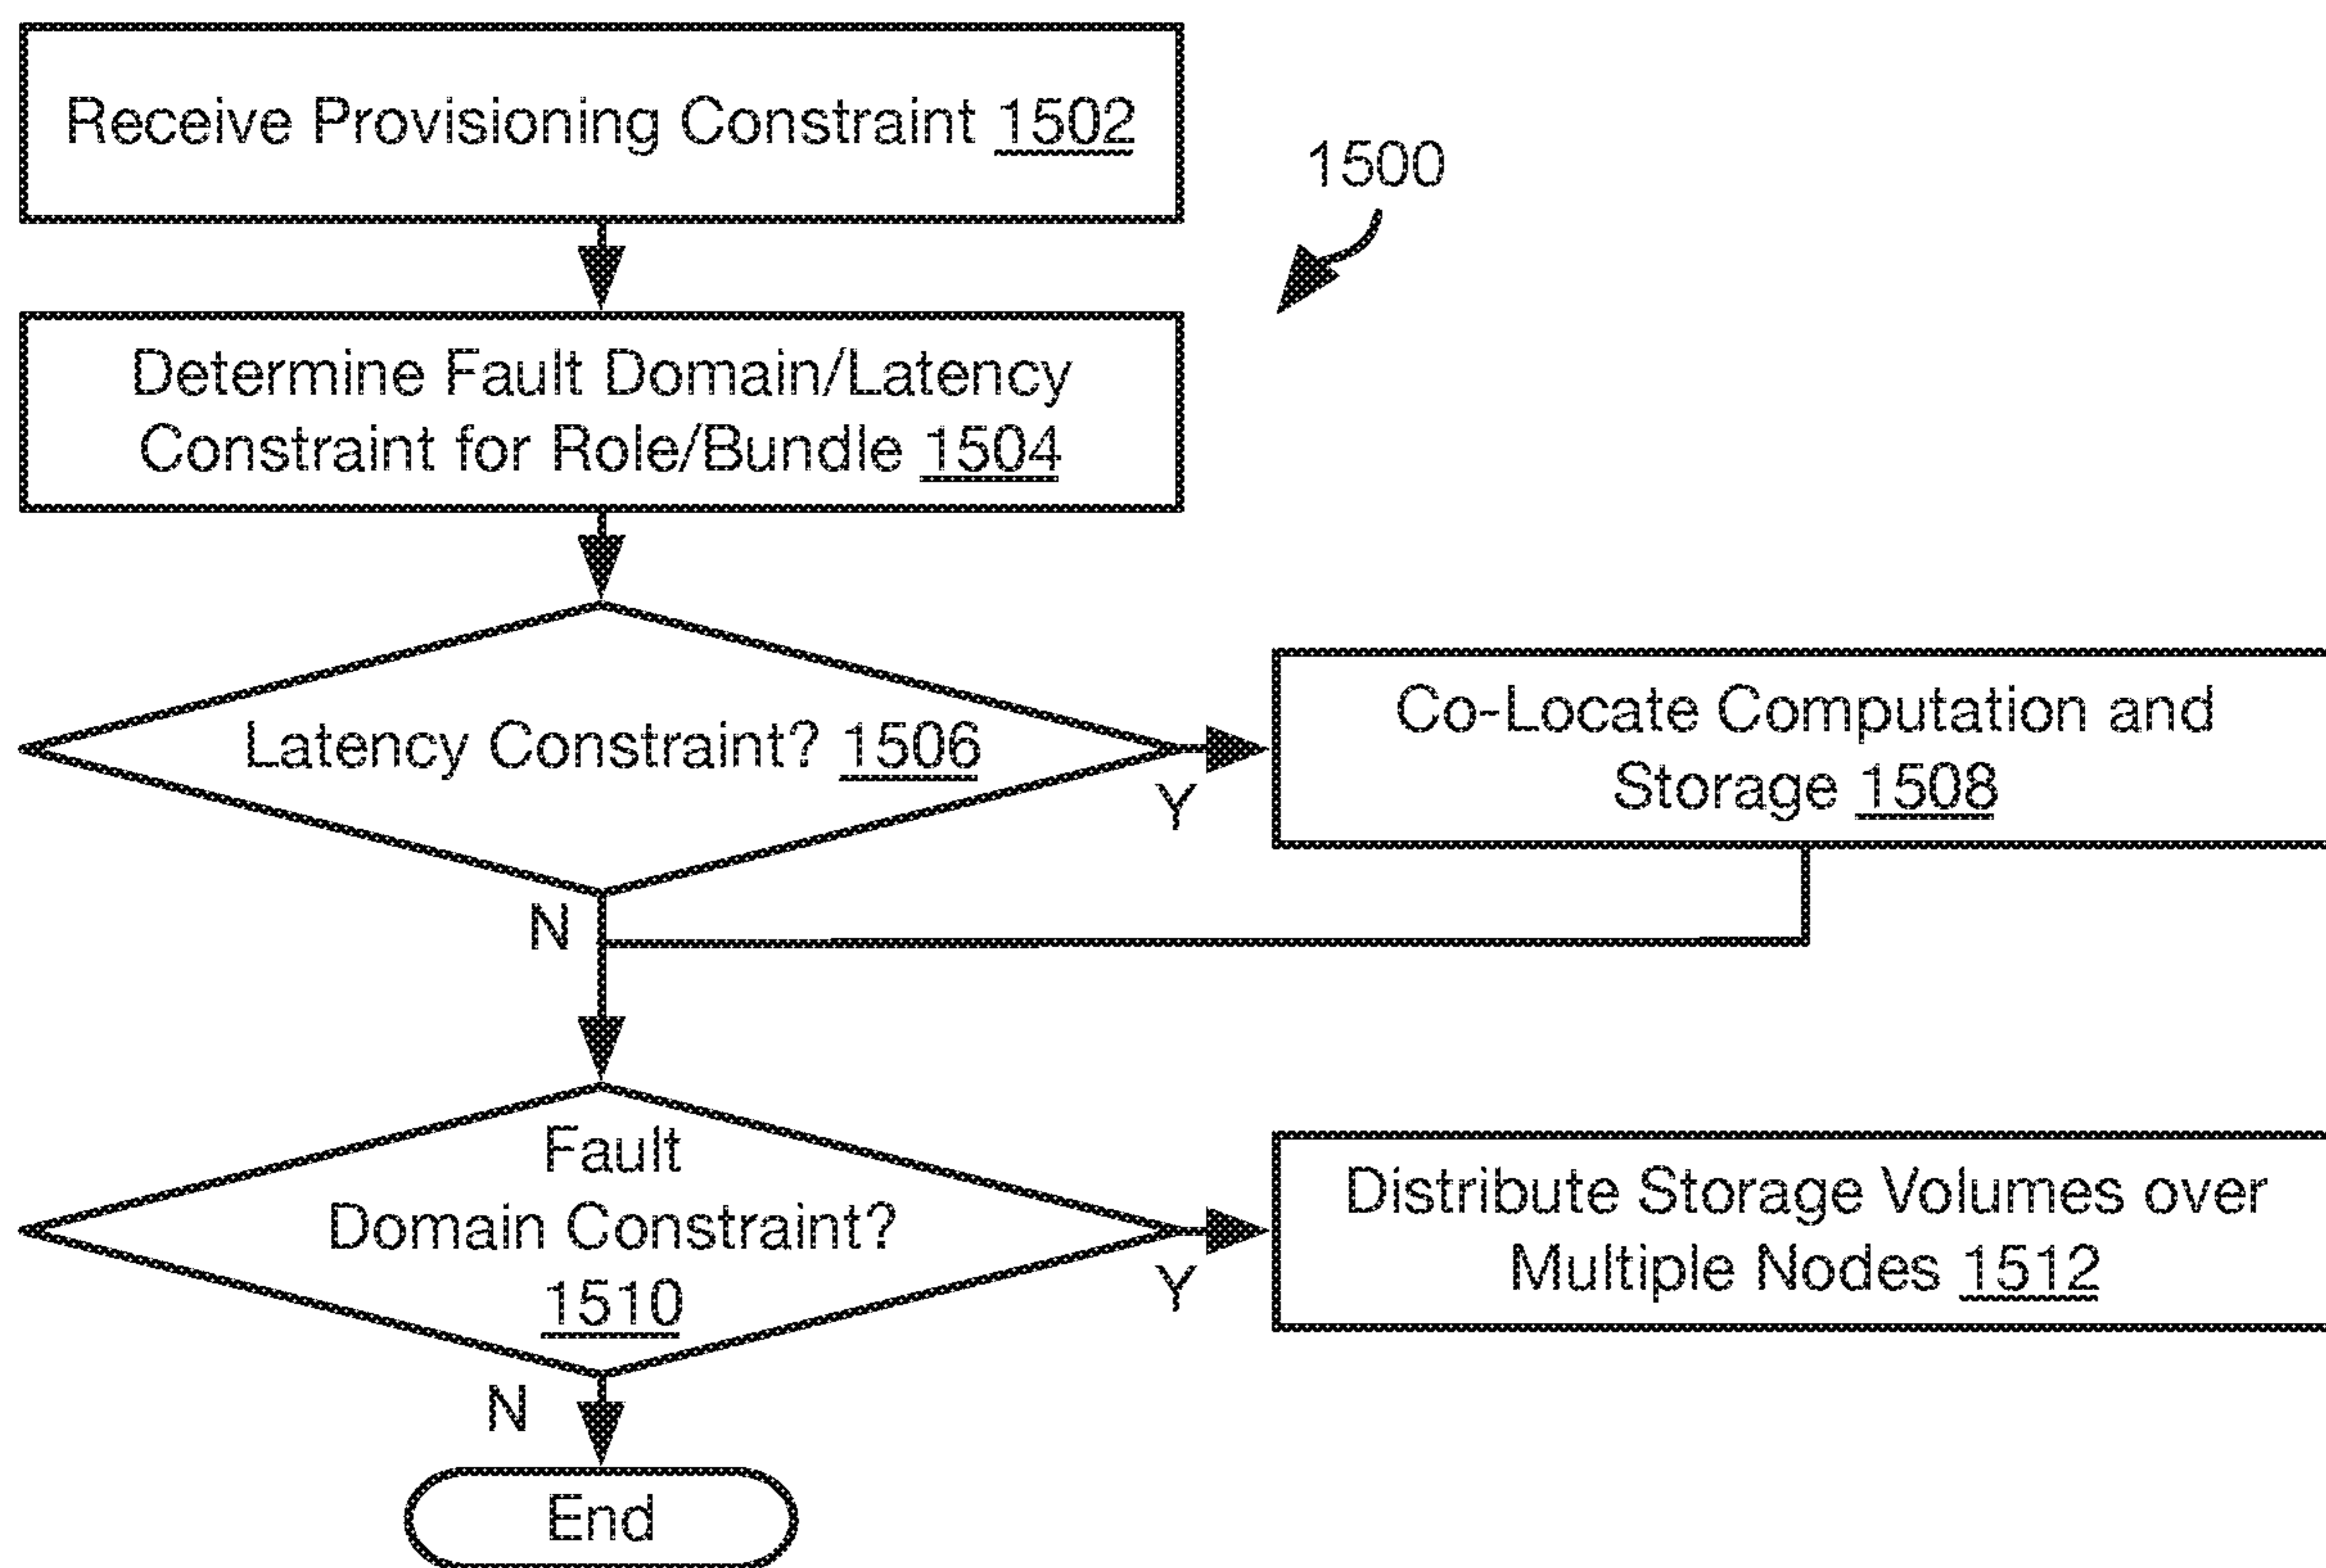 Receive Provisioning Constraint 1502
1500
Determine Fault Domain/Latency
Constraint for Role/Bundle 1504
Latency Constraint? 1506
Y
Co-Locate Computation and
Storage 1508
N
Fault
Domain Constraint?
1510
Y
Distribute Storage Volumes over
Multiple Nodes 1512
N
End